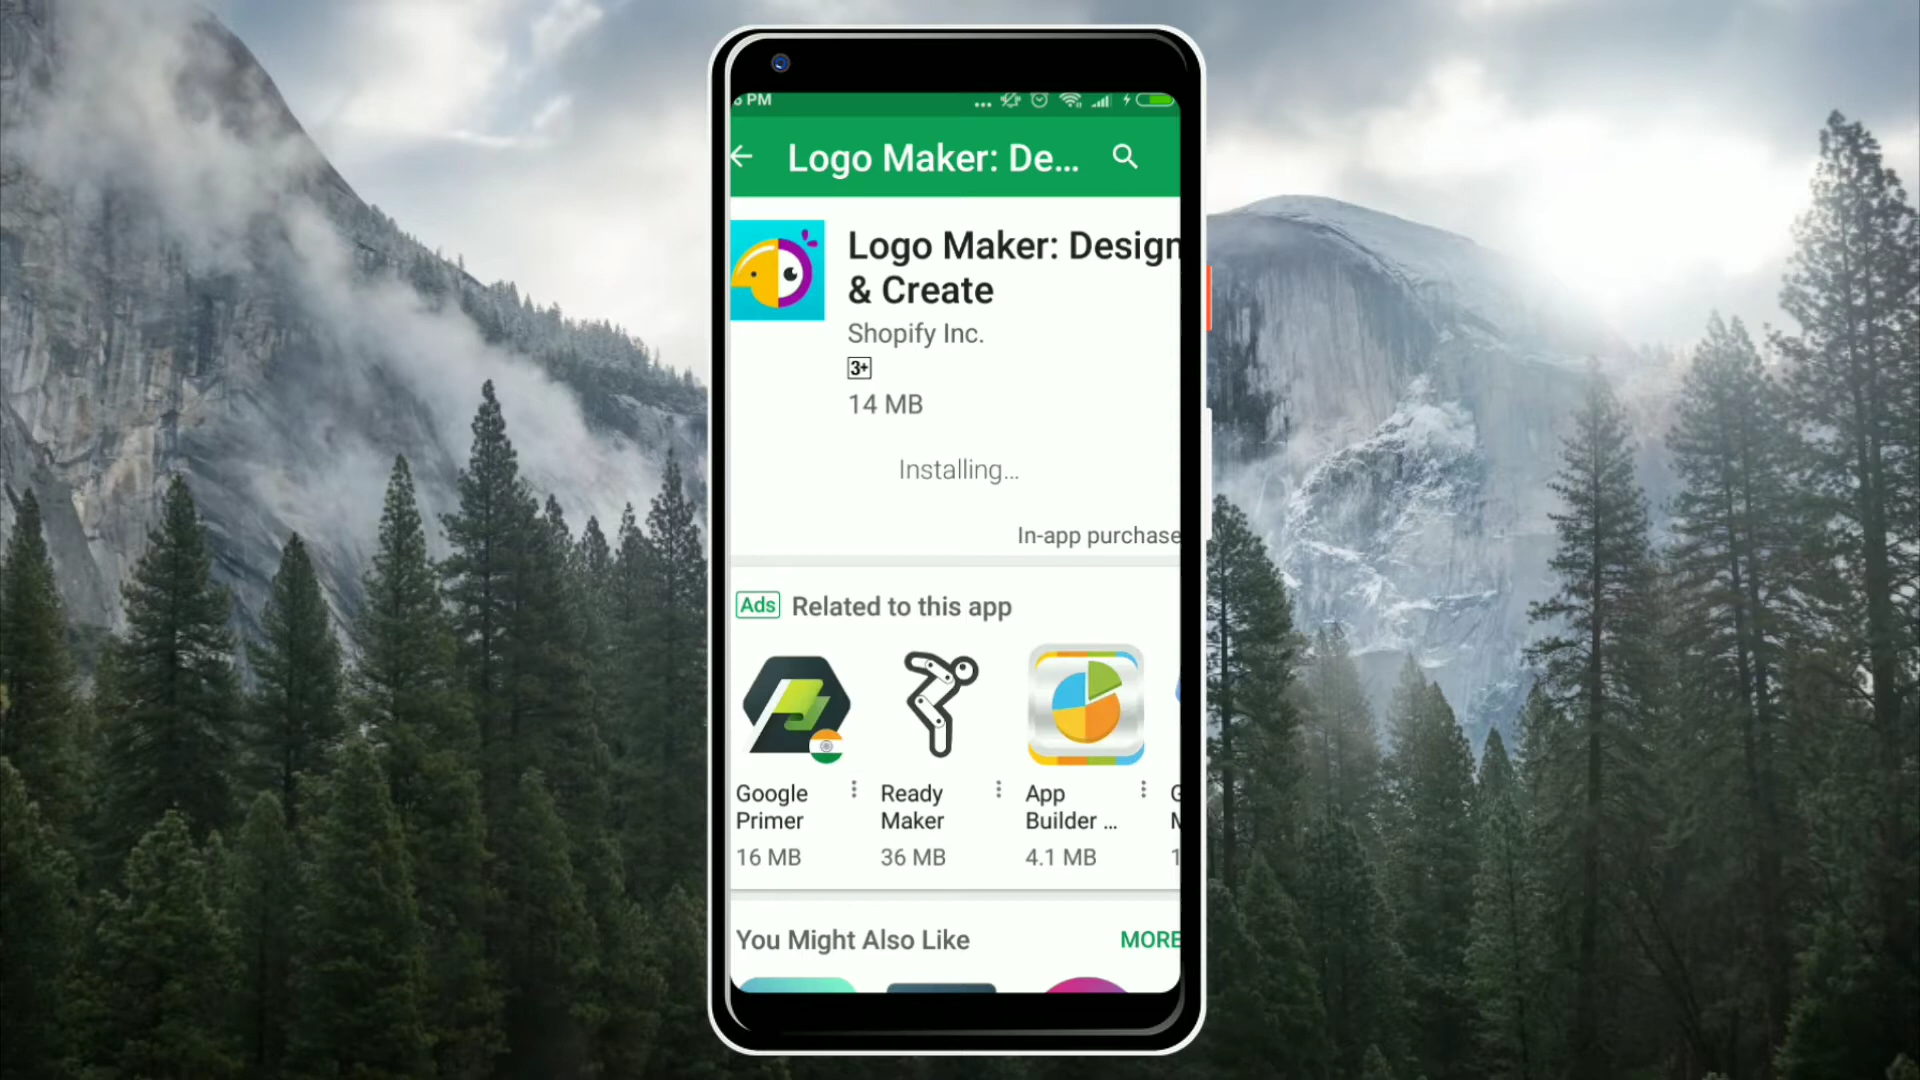 PM
Logo Maker: De...
Logo Maker: Design
& Create
Shopify Inc.
3+
14 MB
Installing...
In-app purchase
Ads Related to this app
Google
Primer
16 MB
Ready
Maker
36 MB
App
Builder ...
4.1 MB
You Might Also Like
MORE